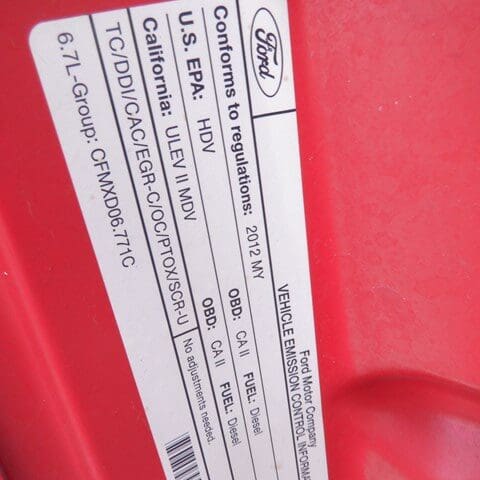 Ford
Ford Motor Company
VEHICLE EMISSION CONTROL INFORMA
Conforms to regulations: 2012 MY
U.S. EPA: HDV OBD: CA II FUEL: Diesel
California: ULEV II MDV OBD: CA II FUEL: Diesel
TC/DDI/CAC/EGR-C/OC/PTOX/SCR-U No adjustments needed.
6.7L-Group: CFMXD06.771C